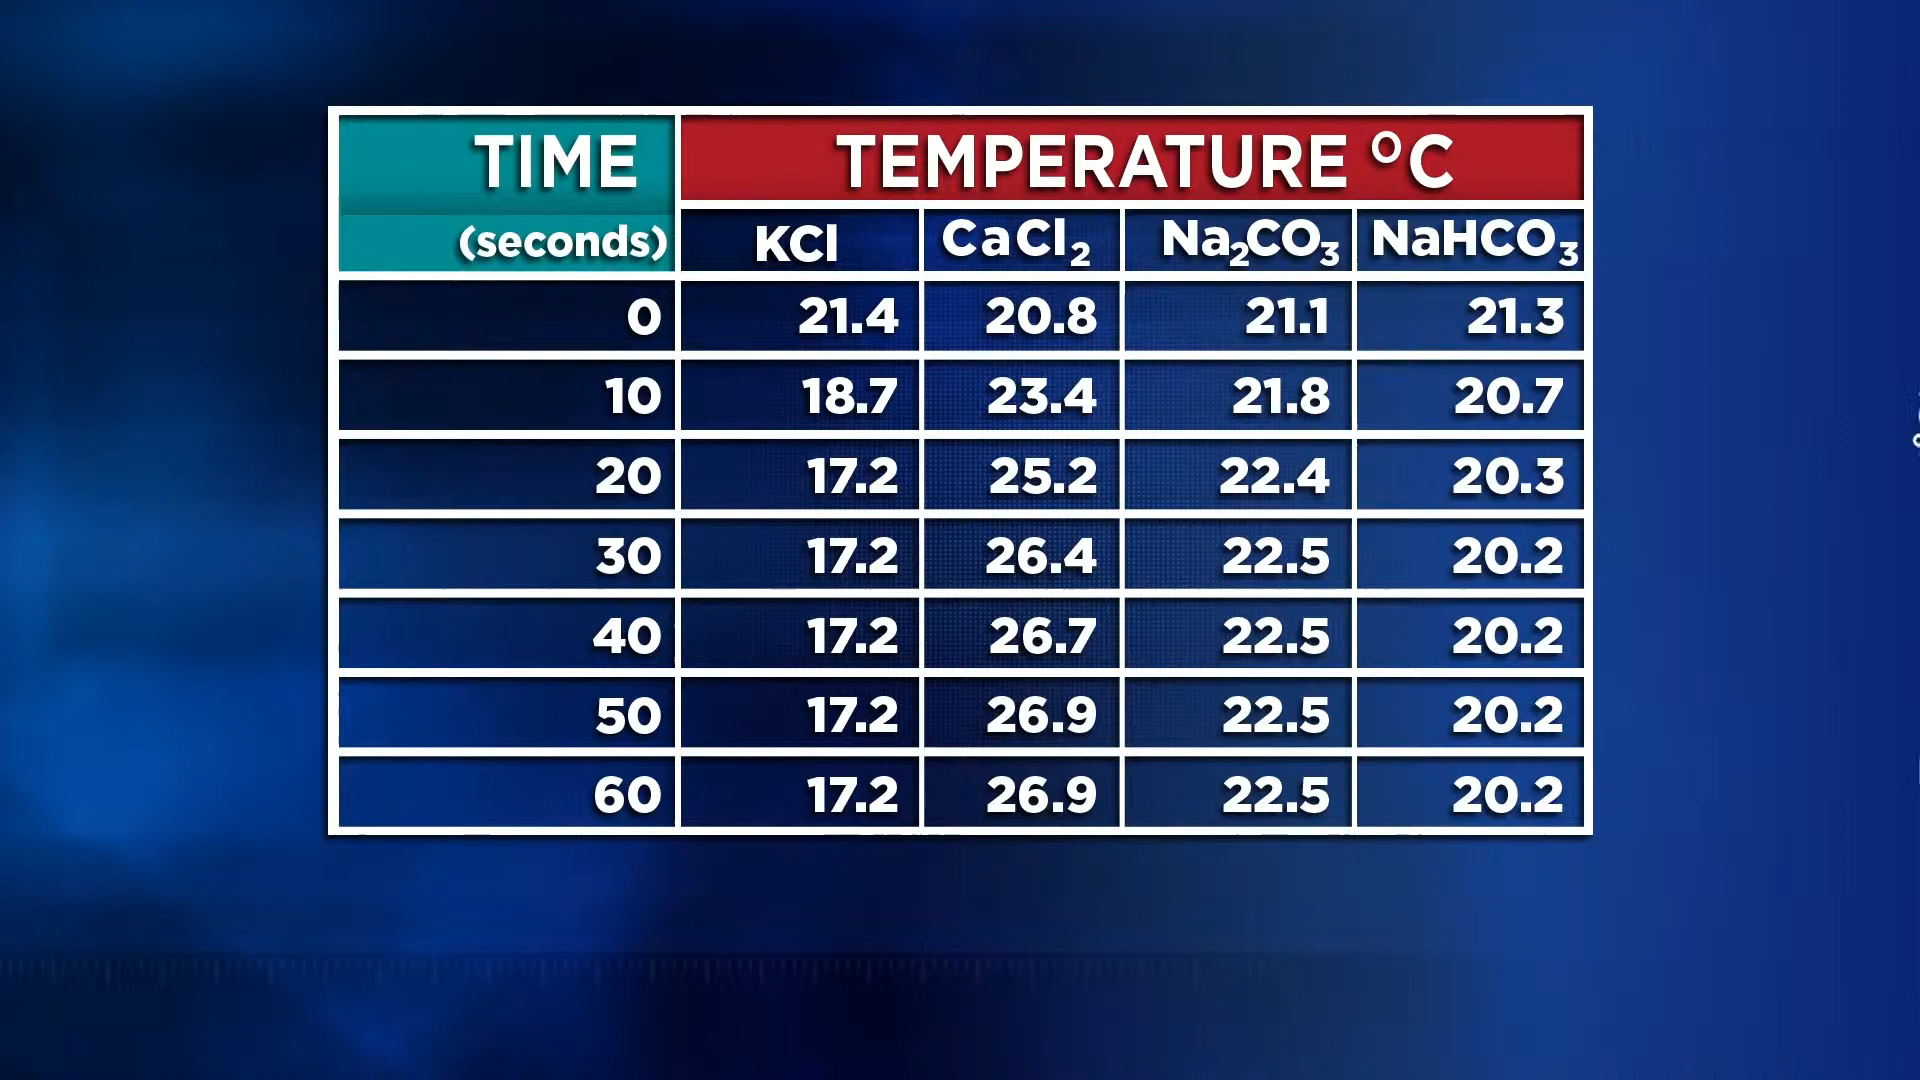 TIME TEMPERATURE °C
(seconds) KCl CaCl₂ Na₂CO₃ NaHCO₃
0 21.4 20.8 21.1 21.3
10 18.7 23.4 21.8 20.7
20 17.2 25.2 22.4 20.3
30 17.2 26.4 22.5 20.2
40 17.2 26.7 22.5 20.2
50 17.2 26.9 22.5 20.2
60 17.2 26.9 22.5 20.2